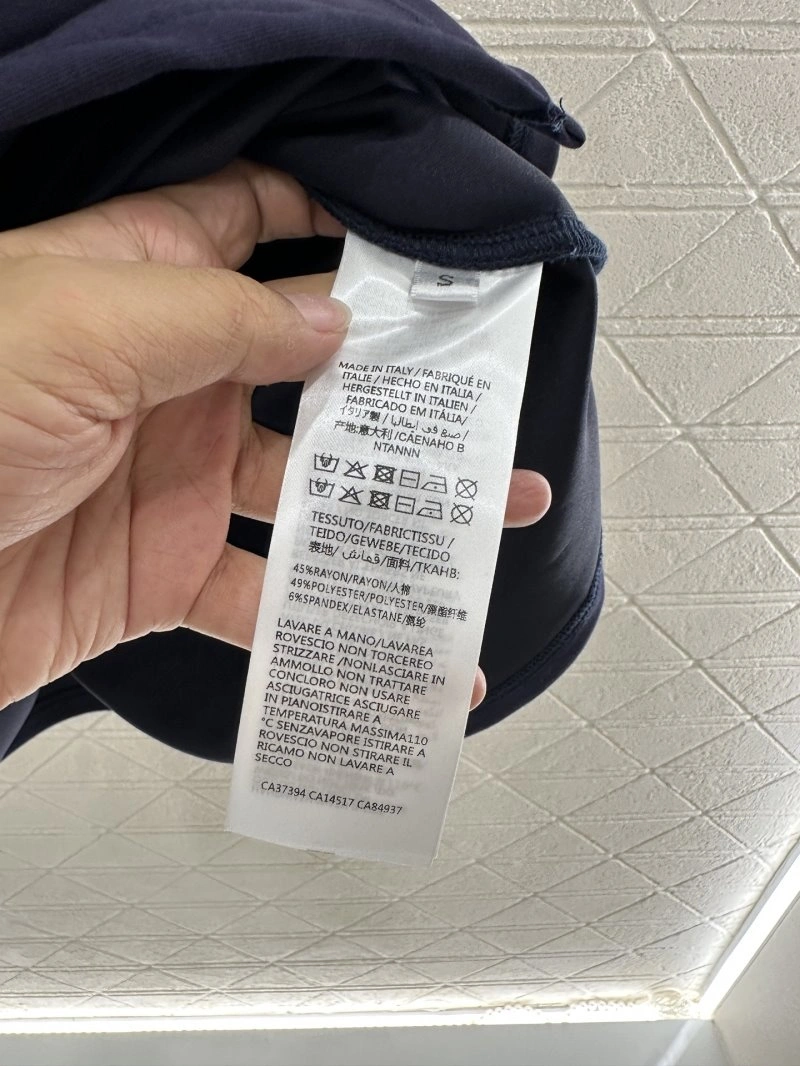 S
MADE IN ITALY / FABRIQUÉ EN
ITALIE / HECHO EN ITALIA /
HERGESTELLT IN ITALIEN /
FABRICADO EM ITÁLIA/
イタリア製 / صنع في إيطاليا /
产地:意大利/CÄENAHO B
NTANNN
TESSUTO/FABRICTISSU /
TEIDO/GEWEBE/TECIDO
表地/ قماش /面料/TKAHB:
45%RAYON/RAYON/人棉
49%POLYESTER/POLYESTER/聚酯纤维
6%SPANDEX/ELASTANE/氨纶
LAVARE A MANO/LAVAREA
ROVESCIO NON TORCEREO
STRIZZARE /NONLASCIARE IN
AMMOLLO NON TRATTARE
CONCLORO NON USARE
ASCIUGATRICE ASCIUGARE
IN PIANOISTIRARE A
TEMPERATURA MASSIMA110
°C SENZAVAPORE ISTIRARE A
ROVESCIO NON STIRARE IL
RICAMO NON LAVARE A
SECCO
CA37394 CA14517 CA84937